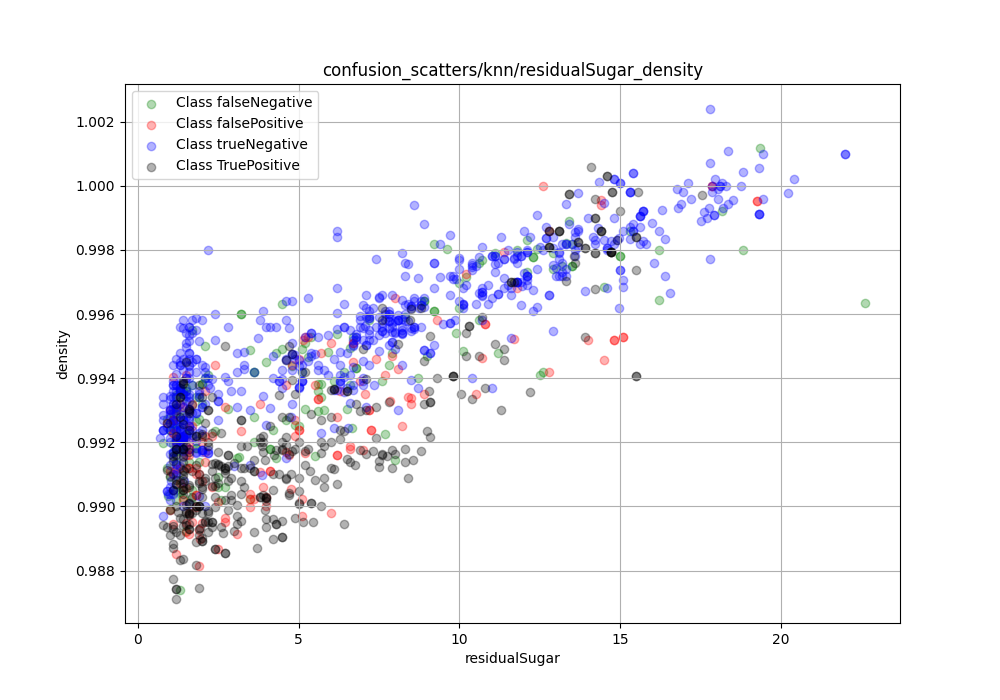 confusion_scatters/knn/residualSugar_density
Class falseNegative
Class falsePositive
Class trueNegative
Class TruePositive
1.002
1.000
0.998
0.996
0.994
0.992
0.990
0.988
density
0
5
10
15
20
residualSugar